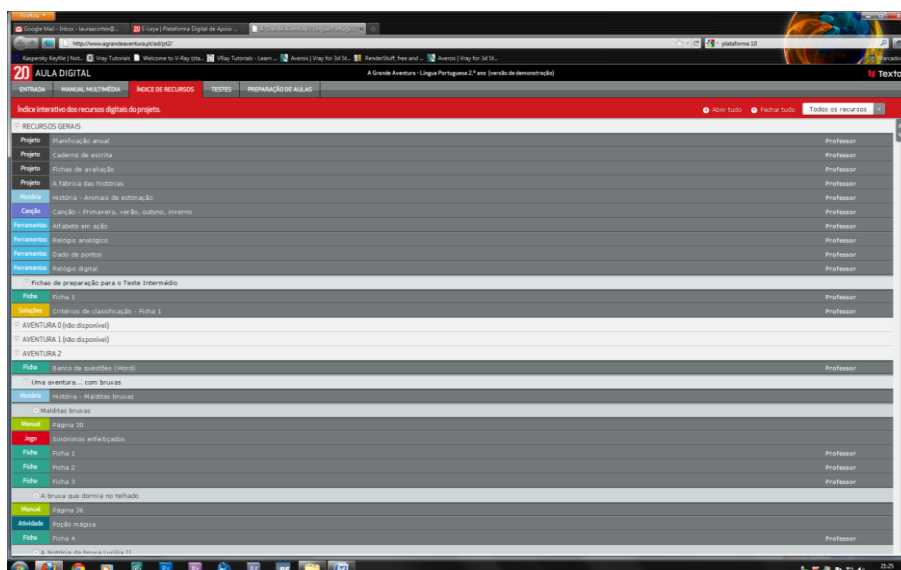 Firefox
Google Mail - Inbox - lauraecortes@... 20 E-Leya | Plataforma Digital de Apoio ... A Grande Aventura - Língua Portug...
http://www.agrandeaventura.pt/ad/pt2/ plataforma 10
Kaspersky Keyfile | Not... Vray Tutorials Welcome to V-Ray (sta... VRay Tutorials - Learn ... Aversis | Vray for 3d St... RenderStuff, free and ... Aversis | Vray for 3d St... Marcado
20 AULA DIGITAL A Grande Aventura - Língua Portuguesa 2.º ano (versão de demonstração) Texto
ENTRADA MANUAL MULTIMÉDIA ÍNDICE DE RECURSOS TESTES PREPARAÇÃO DE AULAS
Índice interativo dos recursos digitais do projeto. Abrir tudo Fechar tudo Todos os recursos
RECURSOS GERAIS
Projeto Planificação anual Professor
Projeto Caderno de escrita Professor
Projeto Fichas de avaliação Professor
Projeto A fábrica das histórias Professor
História História - Animais de estimação Professor
Canção Canção - Primavera, verão, outono, inverno Professor
Ferramentas Alfabeto em ação Professor
Ferramentas Relógio analógico Professor
Ferramentas Dado de pontos Professor
Ferramentas Relógio digital Professor
Fichas de preparação para o Teste Intermédio
Ficha Ficha 1 Professor
Soluções Critérios de classificação - Ficha 1 Professor
AVENTURA 0 (não disponível)
AVENTURA 1 (não disponível)
AVENTURA 2
Ficha Banco de questões (Word) Professor
Uma aventura... com bruxas
História História - Malditas bruxas
Malditas bruxas
Manual Página 30
Jogo Sinónimos enfeitiçados
Ficha Ficha 1 Professor
Ficha Ficha 2 Professor
Ficha Ficha 3 Professor
A bruxa que dormia no telhado
Manual Página 36
Atividade Poção mágica
Ficha Ficha 4 Professor
A história da bruxa Lucília
21:25